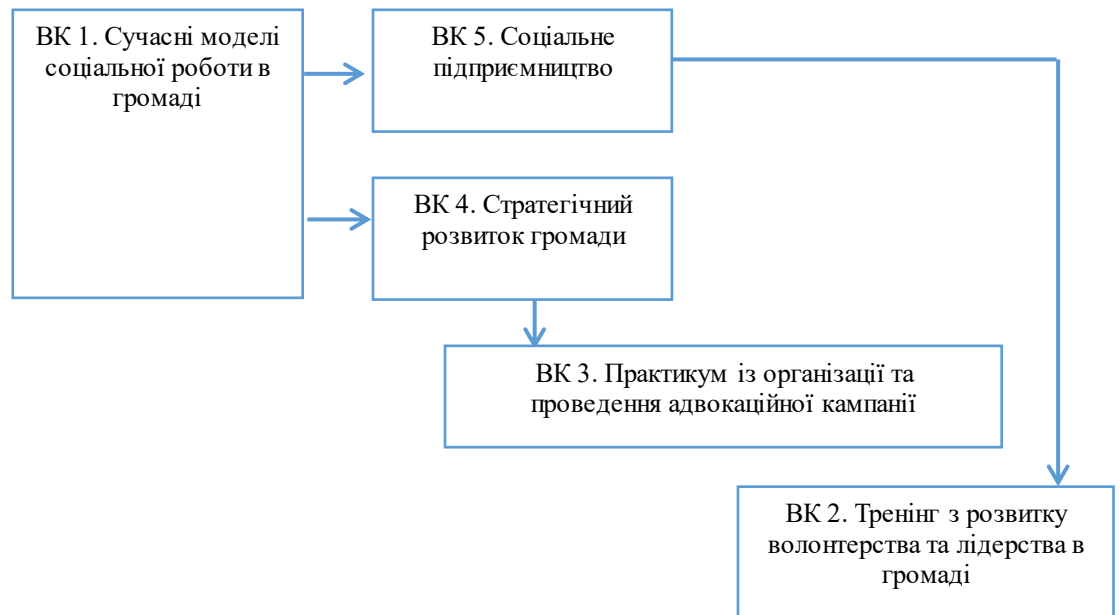 ВК 1. Сучасні моделі
соціальної роботи в
громаді
ВК 5. Соціальне
підприємництво
ВК 4. Стратегічний
розвиток громади
ВК 3. Практикум із організації та
проведення адвокаційної кампанії
ВК 2. Тренінг з розвитку
волонтерства та лідерства в
громаді